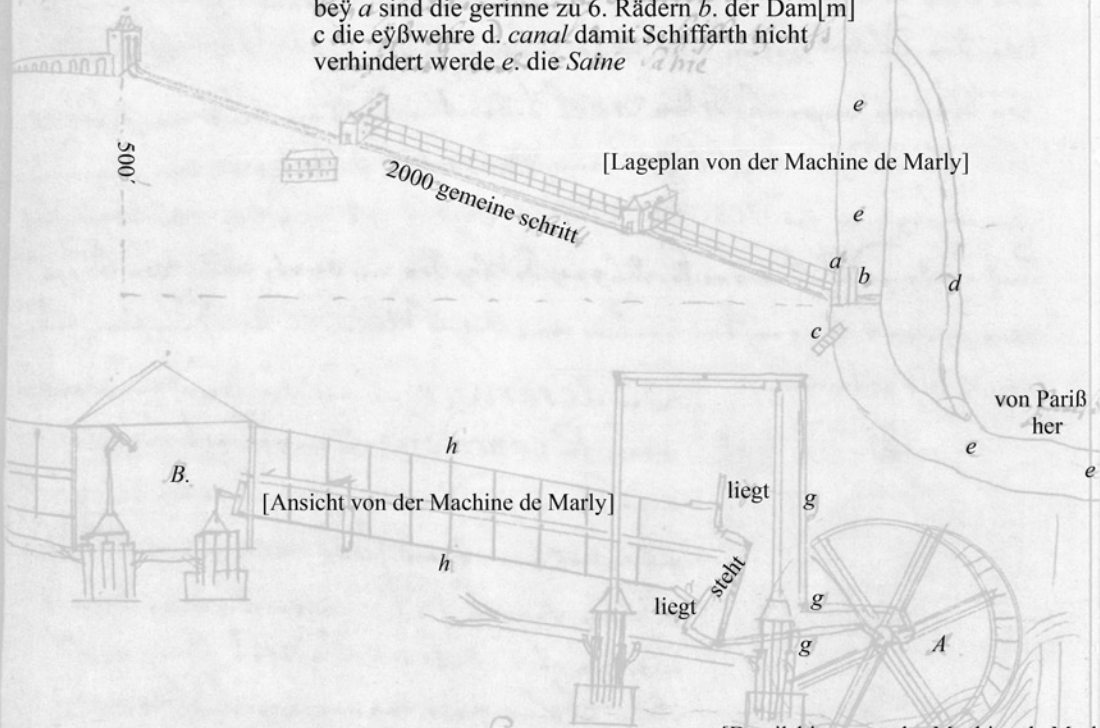 beÿ a sind die gerinne zu 6. Rädern b. der Dam[m]
c die eÿßwehre d. canal damit Schiffarth nicht
verhindert werde e. die Saine
e
500'
[Lageplan von der Machine de Marly]
2000 gemeine schritt
e
a
b
d
c
von Pariß
her
e
e
h
B.
liegt
g
[Ansicht von der Machine de Marly]
h
steht
liegt
g
g
A